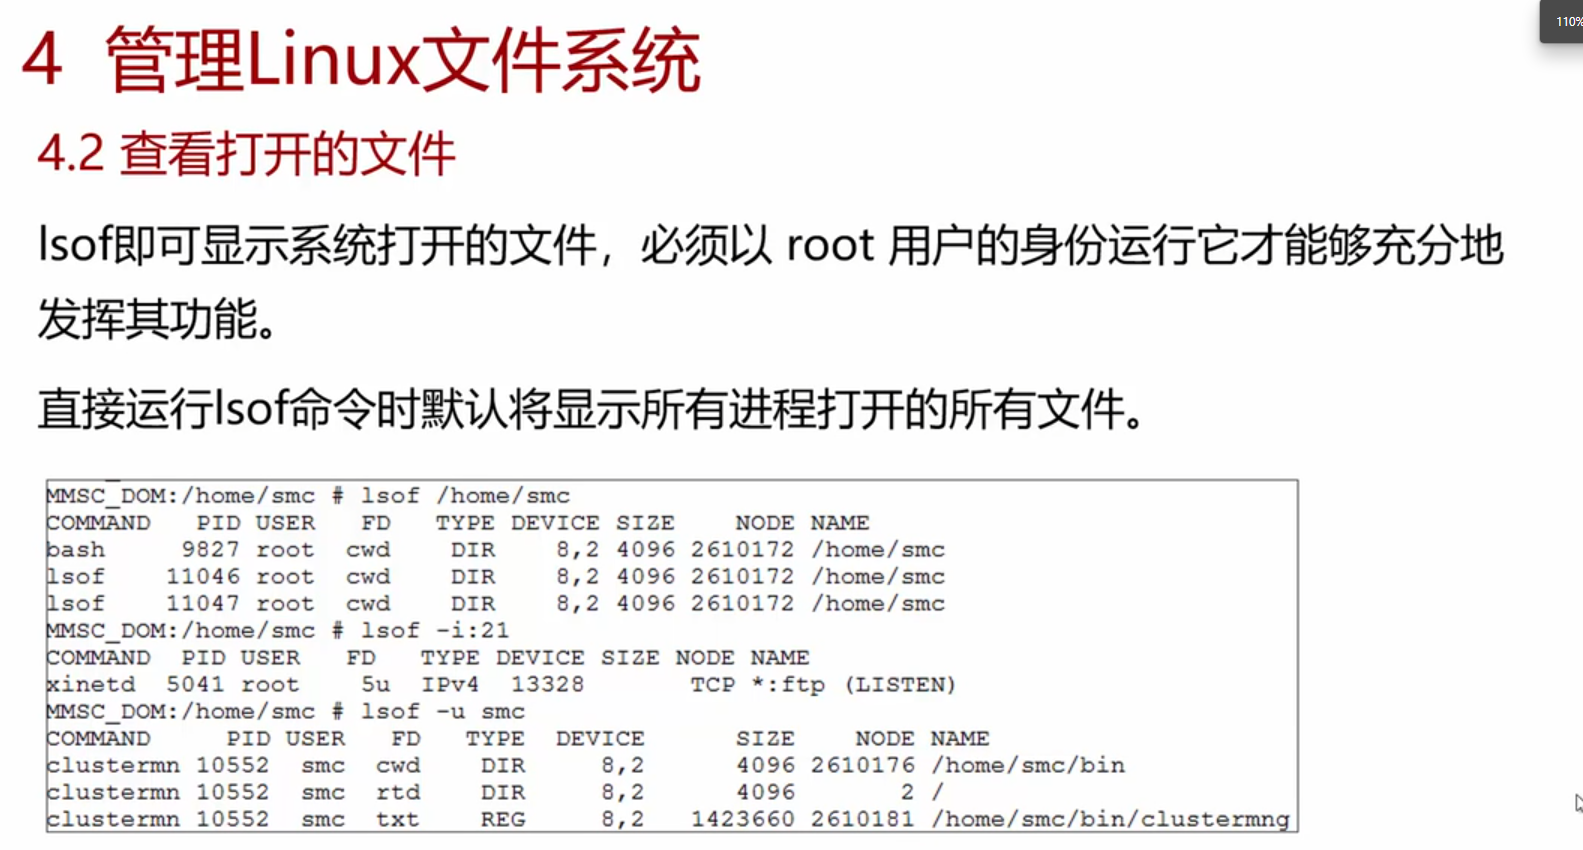 110%
4 管理Linux文件系统
4.2 查看打开的文件
lsof即可显示系统打开的文件，必须以 root 用户的身份运行它才能够充分地
发挥其功能。
直接运行lsof命令时默认将显示所有进程打开的所有文件。
MMSC_DOM:/home/smc # lsof /home/smc
COMMAND PID USER FD TYPE DEVICE SIZE NODE NAME
bash 9827 root cwd DIR 8,2 4096 2610172 /home/smc
lsof 11046 root cwd DIR 8,2 4096 2610172 /home/smc
lsof 11047 root cwd DIR 8,2 4096 2610172 /home/smc
MMSC_DOM:/home/smc # lsof -i:21
COMMAND PID USER FD TYPE DEVICE SIZE NODE NAME
xinetd 5041 root 5u IPv4 13328 TCP *:ftp (LISTEN)
MMSC_DOM:/home/smc # lsof -u smc
COMMAND PID USER FD TYPE DEVICE SIZE NODE NAME
clustermn 10552 smc cwd DIR 8,2 4096 2610176 /home/smc/bin
clustermn 10552 smc rtd DIR 8,2 4096 2 /
clustermn 10552 smc txt REG 8,2 1423660 2610181 /home/smc/bin/clustermng